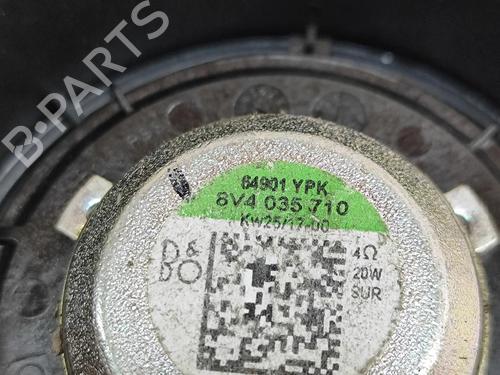 B-PARTS
64901 YPK
8V4 035 710
KW25/17-00
B&O
4Ω
20W
SUR